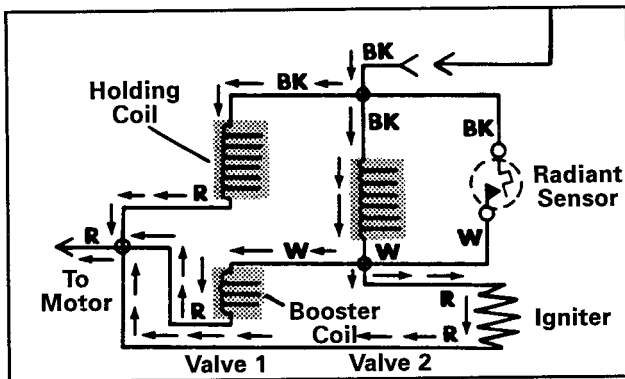 BK
BK
Holding
Coil
BK
BK
Radiant
Sensor
R
R
W
W
W
To
Motor
R
Booster
Coil
R
R
Igniter
Valve 1
Valve 2